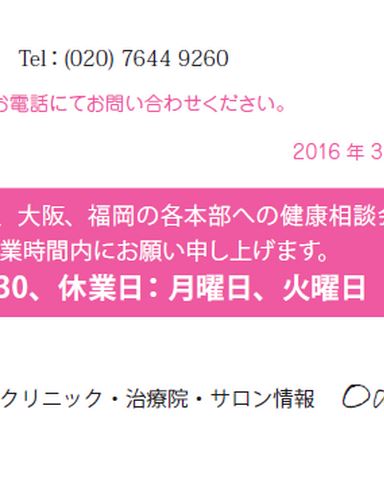 Tel：(020) 7644 9260
お電話にてお問い合わせください。
2016 年 3
、大阪、福岡の各本部への健康相談会
業時間内にお願い申し上げます。
30、休業日：月曜日、火曜日
クリニック・治療院・サロン情報